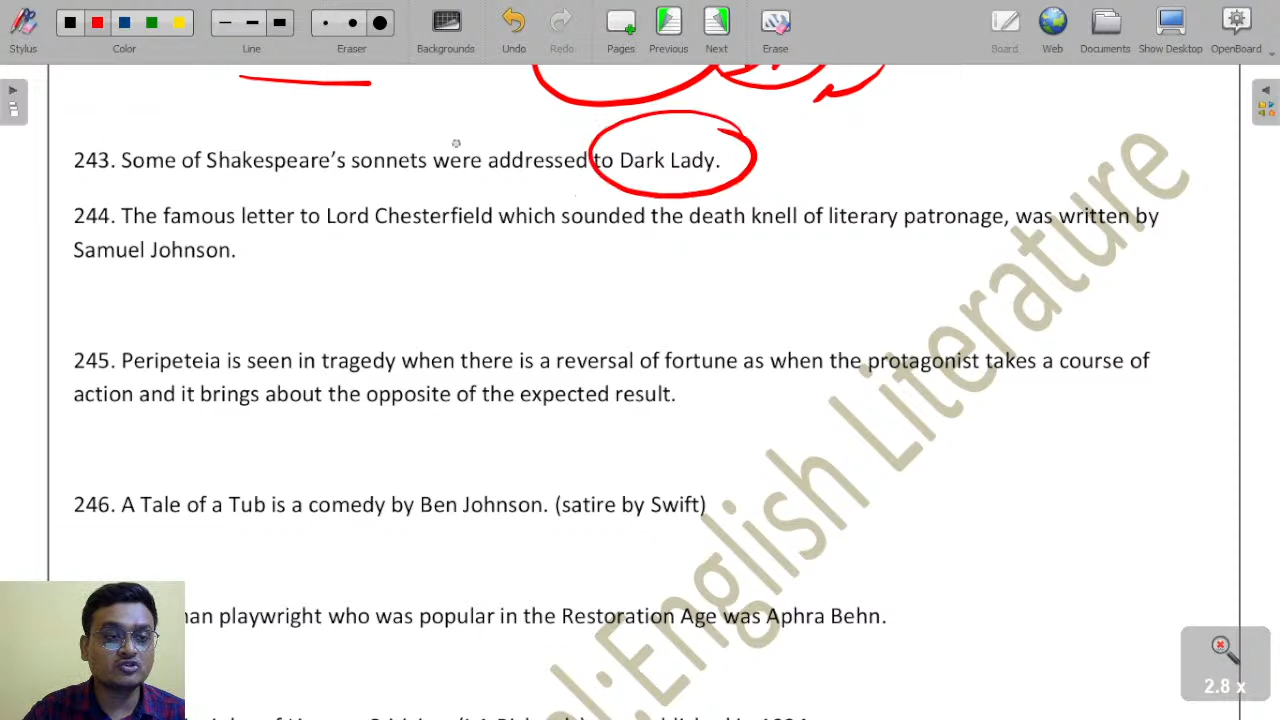 Stylus
Color
Line
Eraser
Backgrounds
Undo
Redo
Pages
Previous
Next
Erase
Board
Web
Documents
Show Desktop
OpenBoard
243. Some of Shakespeare’s sonnets were addressed to Dark Lady.
244. The famous letter to Lord Chesterfield which sounded the death knell of literary patronage, was written by
Samuel Johnson.
245. Peripeteia is seen in tragedy when there is a reversal of fortune as when the protagonist takes a course of
action and it brings about the opposite of the expected result.
246. A Tale of a Tub is a comedy by Ben Johnson. (satire by Swift)
playwright who was popular in the Restoration Age was Aphra Behn.
:English Literature
2.8 x